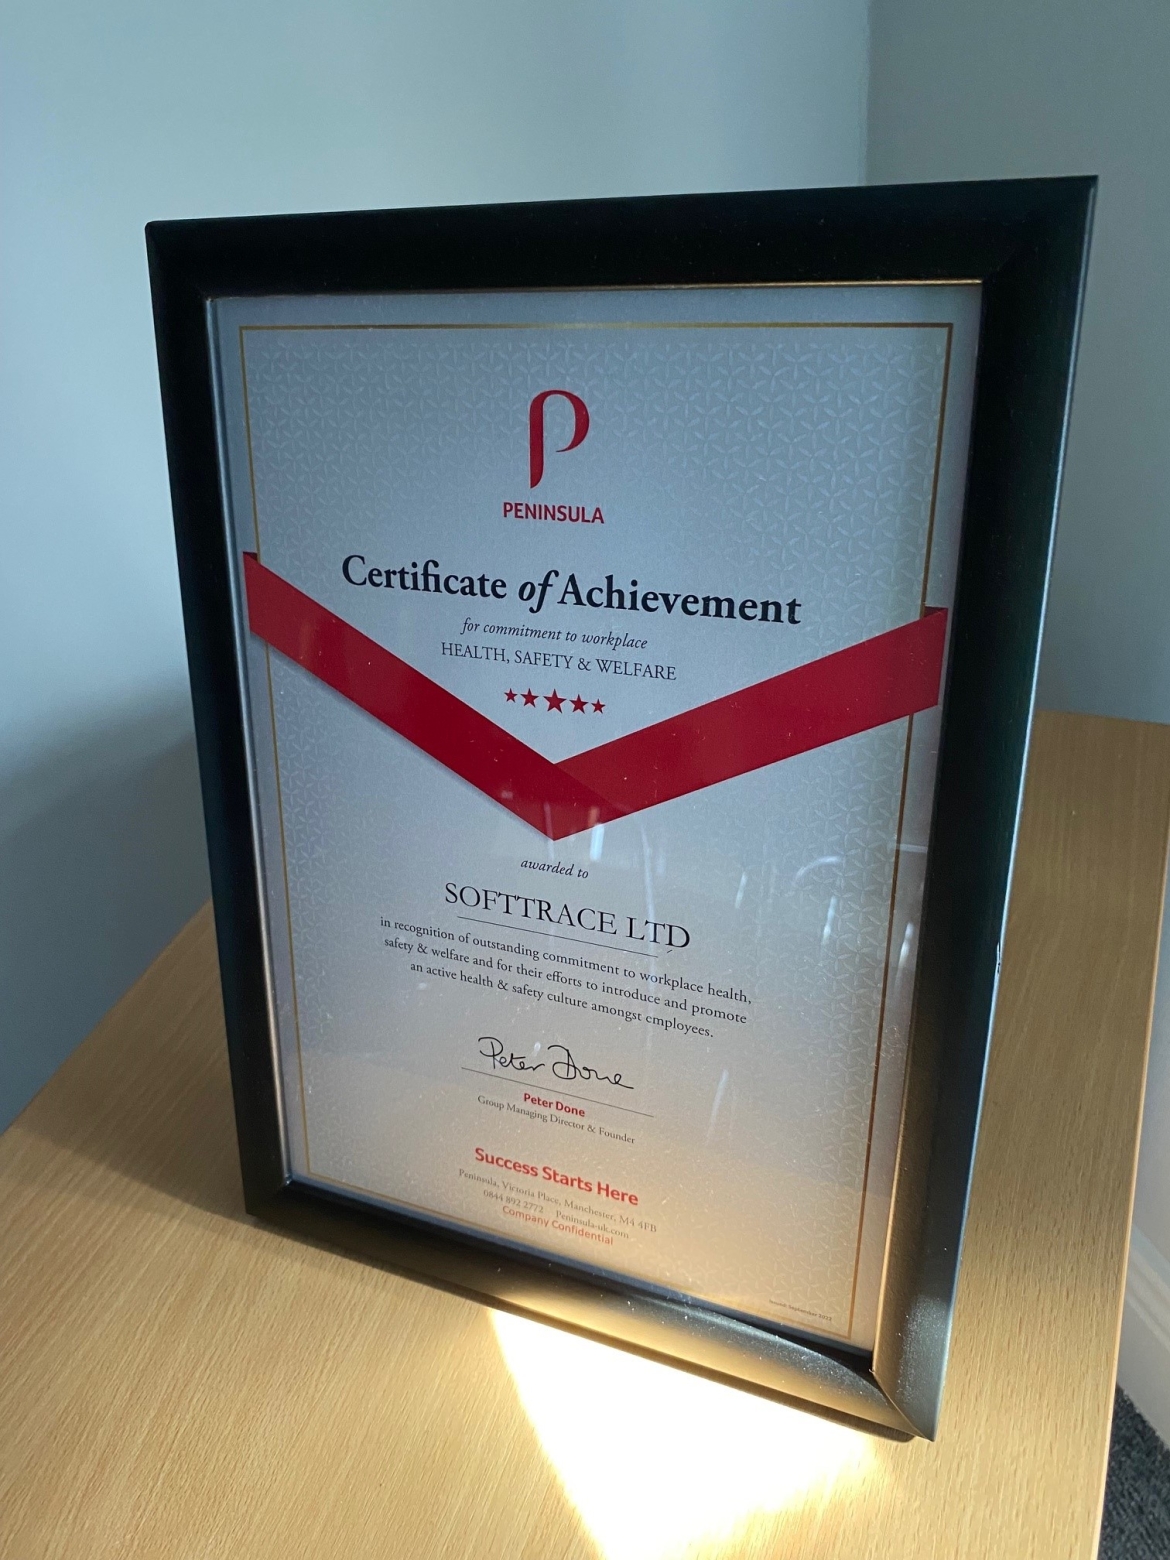 P
PENINSULA
Certificate of Achievement
for commitment to workplace
HEALTH, SAFETY & WELFARE
awarded to
SOFTTRACE LTD
in recognition of outstanding commitment to workplace health,
safety & welfare and for their efforts to introduce and promote
an active health & safety culture amongst employees.
Peter Done
Peter Done
Group Managing Director & Founder
Success Starts Here
Peninsula, Victoria Place, Manchester, M4 4FB
0844 892 2772 Peninsula-uk.com
Company Confidential
September